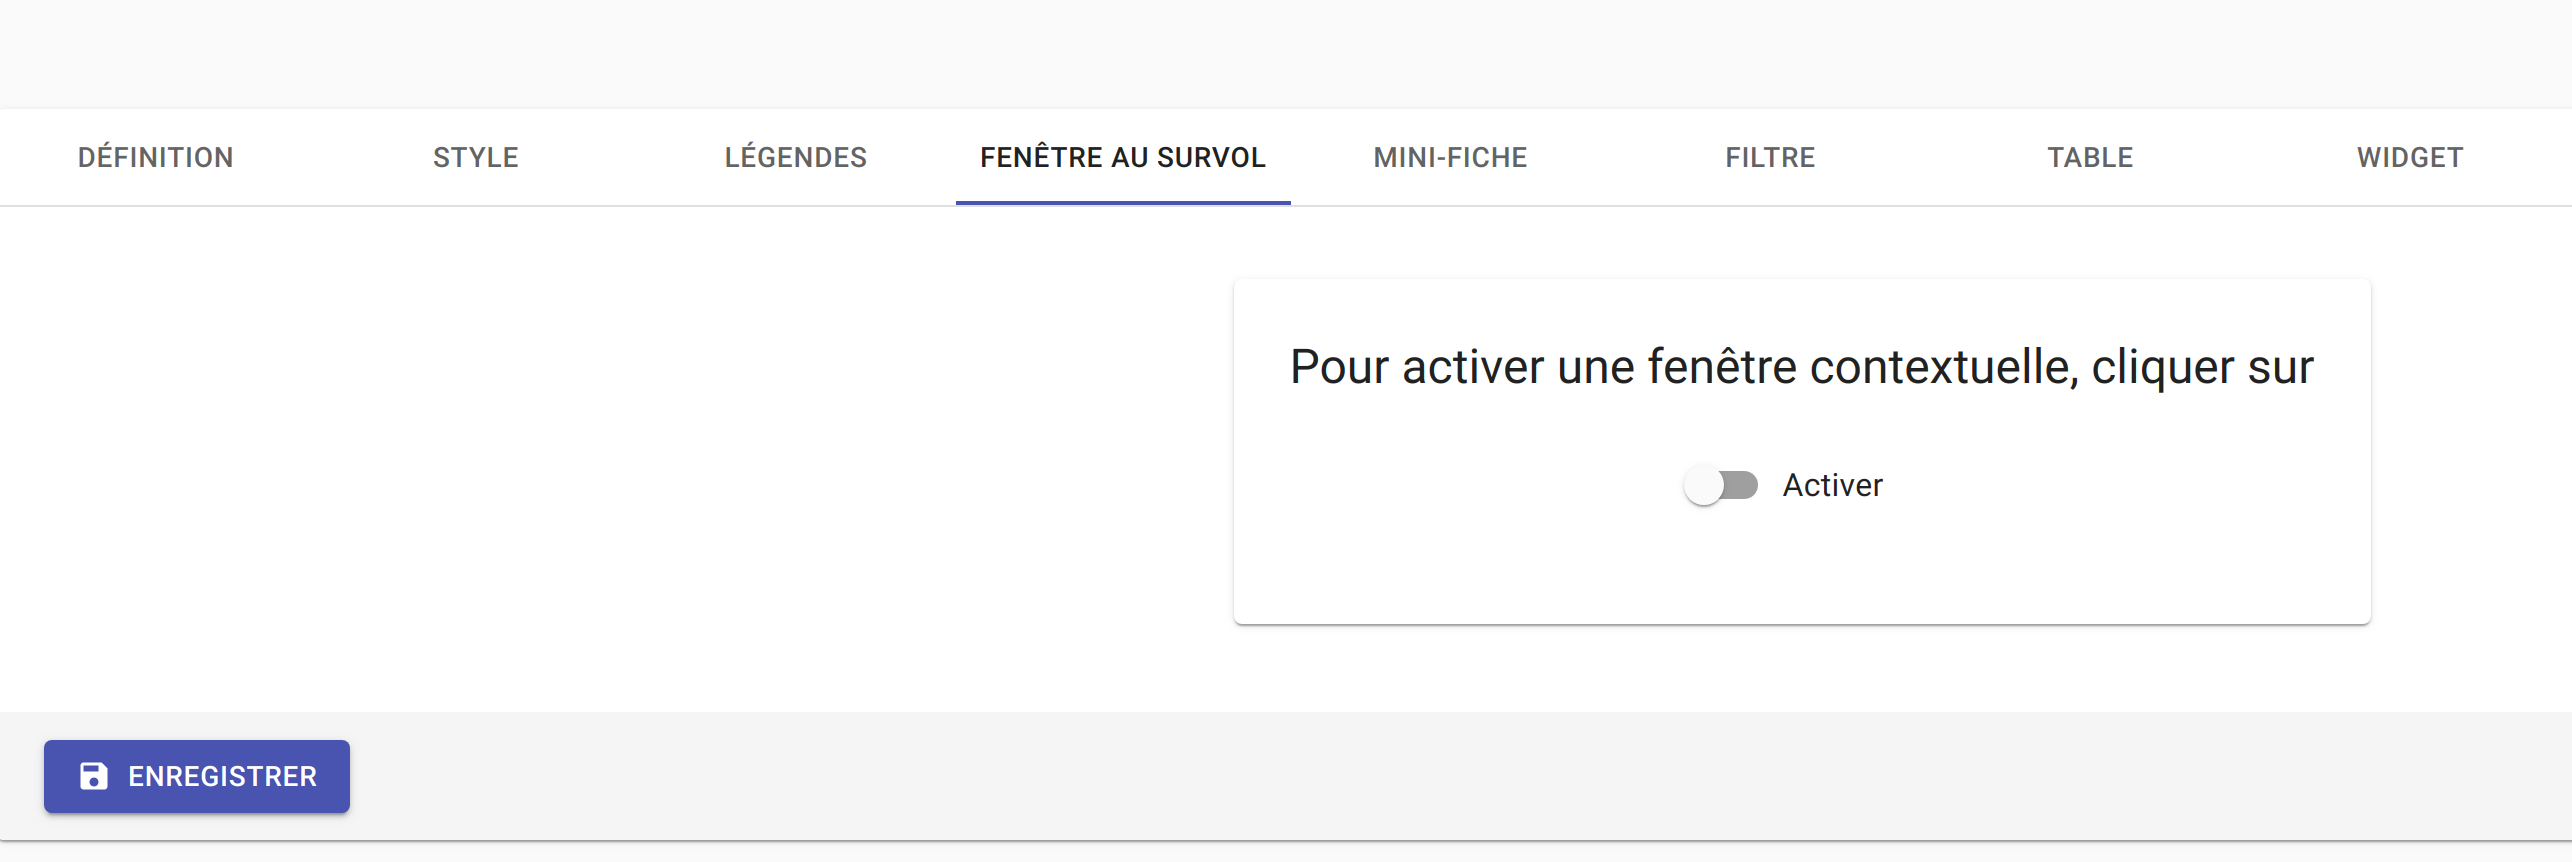 DÉFINITION STYLE LÉGENDES FENÊTRE AU SURVOL MINI-FICHE FILTRE TABLE WIDGET
Pour activer une fenêtre contextuelle, cliquer sur
Activer
ENREGISTRER